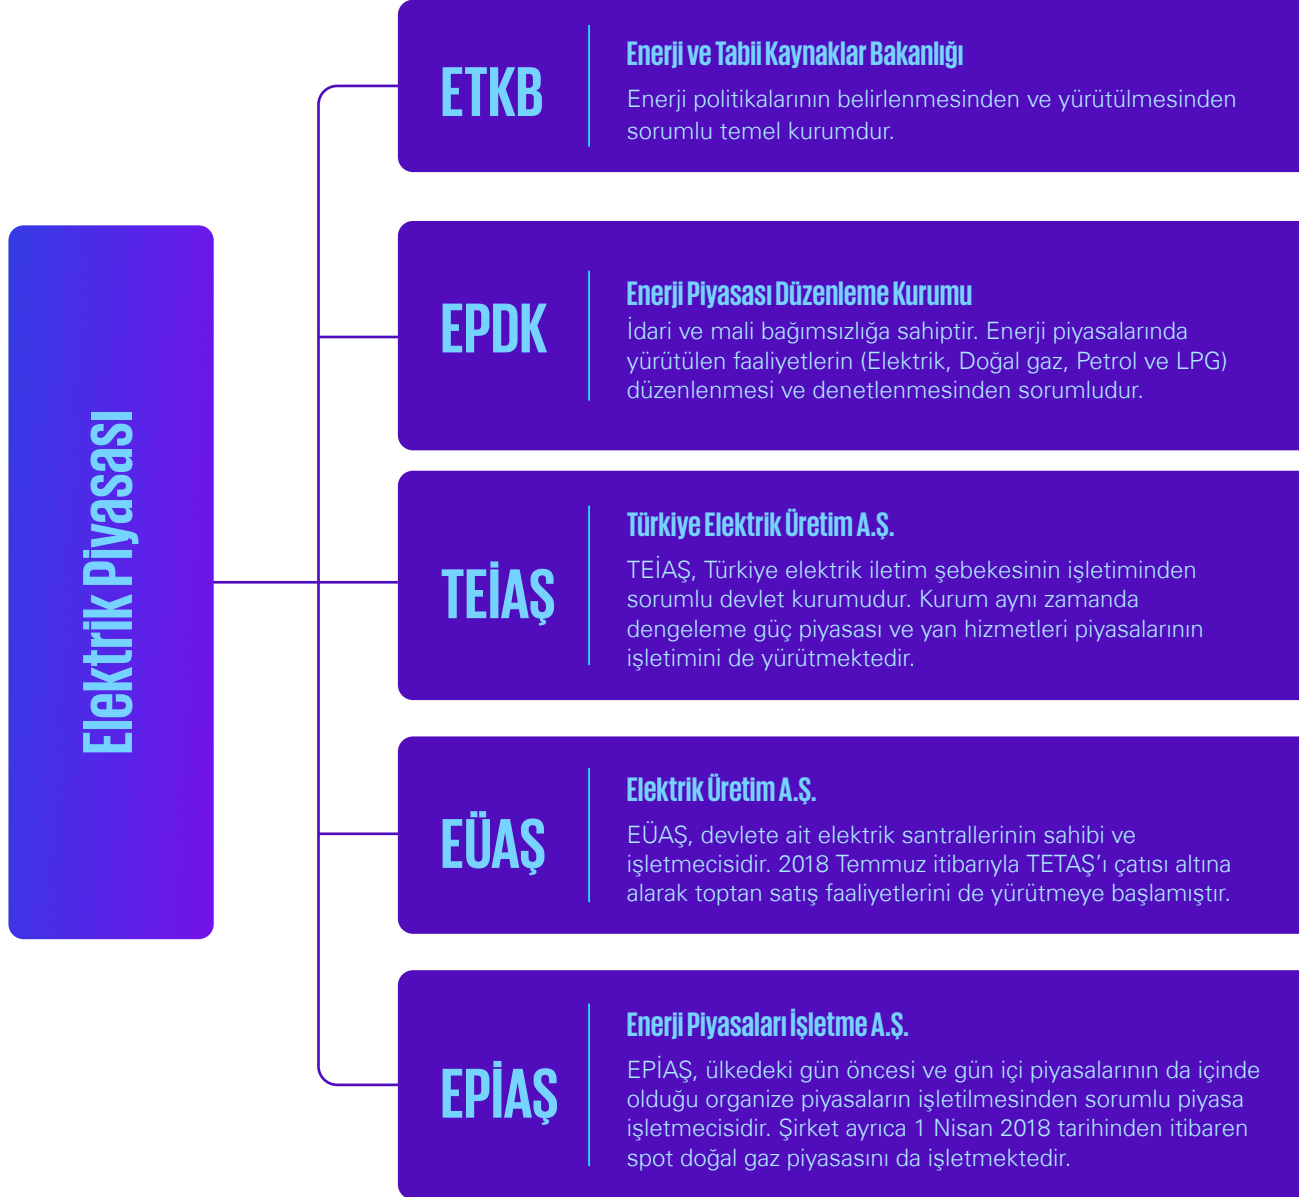 Elektrik Piyasası
ETKB
Enerji ve Tabii Kaynaklar Bakanlığı
Enerji politikalarının belirlenmesinden ve yürütülmesinden
sorumlu temel kurumdur.
EPDK
Enerji Piyasası Düzenleme Kurumu
İdari ve mali bağımsızlığa sahiptir. Enerji piyasalarında
yürütülen faaliyetlerin (Elektrik, Doğal gaz, Petrol ve LPG)
düzenlenmesi ve denetlenmesinden sorumludur.
TEİAŞ
Türkiye Elektrik Üretim A.Ş.
TEİAŞ, Türkiye elektrik iletim şebekesinin işletiminden
sorumlu devlet kurumudur. Kurum aynı zamanda
dengeleme güç piyasası ve yan hizmetleri piyasalarının
işletimini de yürütmektedir.
EÜAŞ
Elektrik Üretim A.Ş.
EÜAŞ, devlete ait elektrik santrallerinin sahibi ve
işletmecisidir. 2018 Temmuz itibarıyla TETAŞ’ı çatısı altına
alarak toptan satış faaliyetlerini de yürütmeye başlamıştır.
EPİAŞ
Enerji Piyasaları İşletme A.Ş.
EPİAŞ, ülkedeki gün öncesi ve gün içi piyasalarının da içinde
olduğu organize piyasaların işletilmesinden sorumlu piyasa
işletmecisidir. Şirket ayrıca 1 Nisan 2018 tarihinden itibaren
spot doğal gaz piyasasını da işletmektedir.